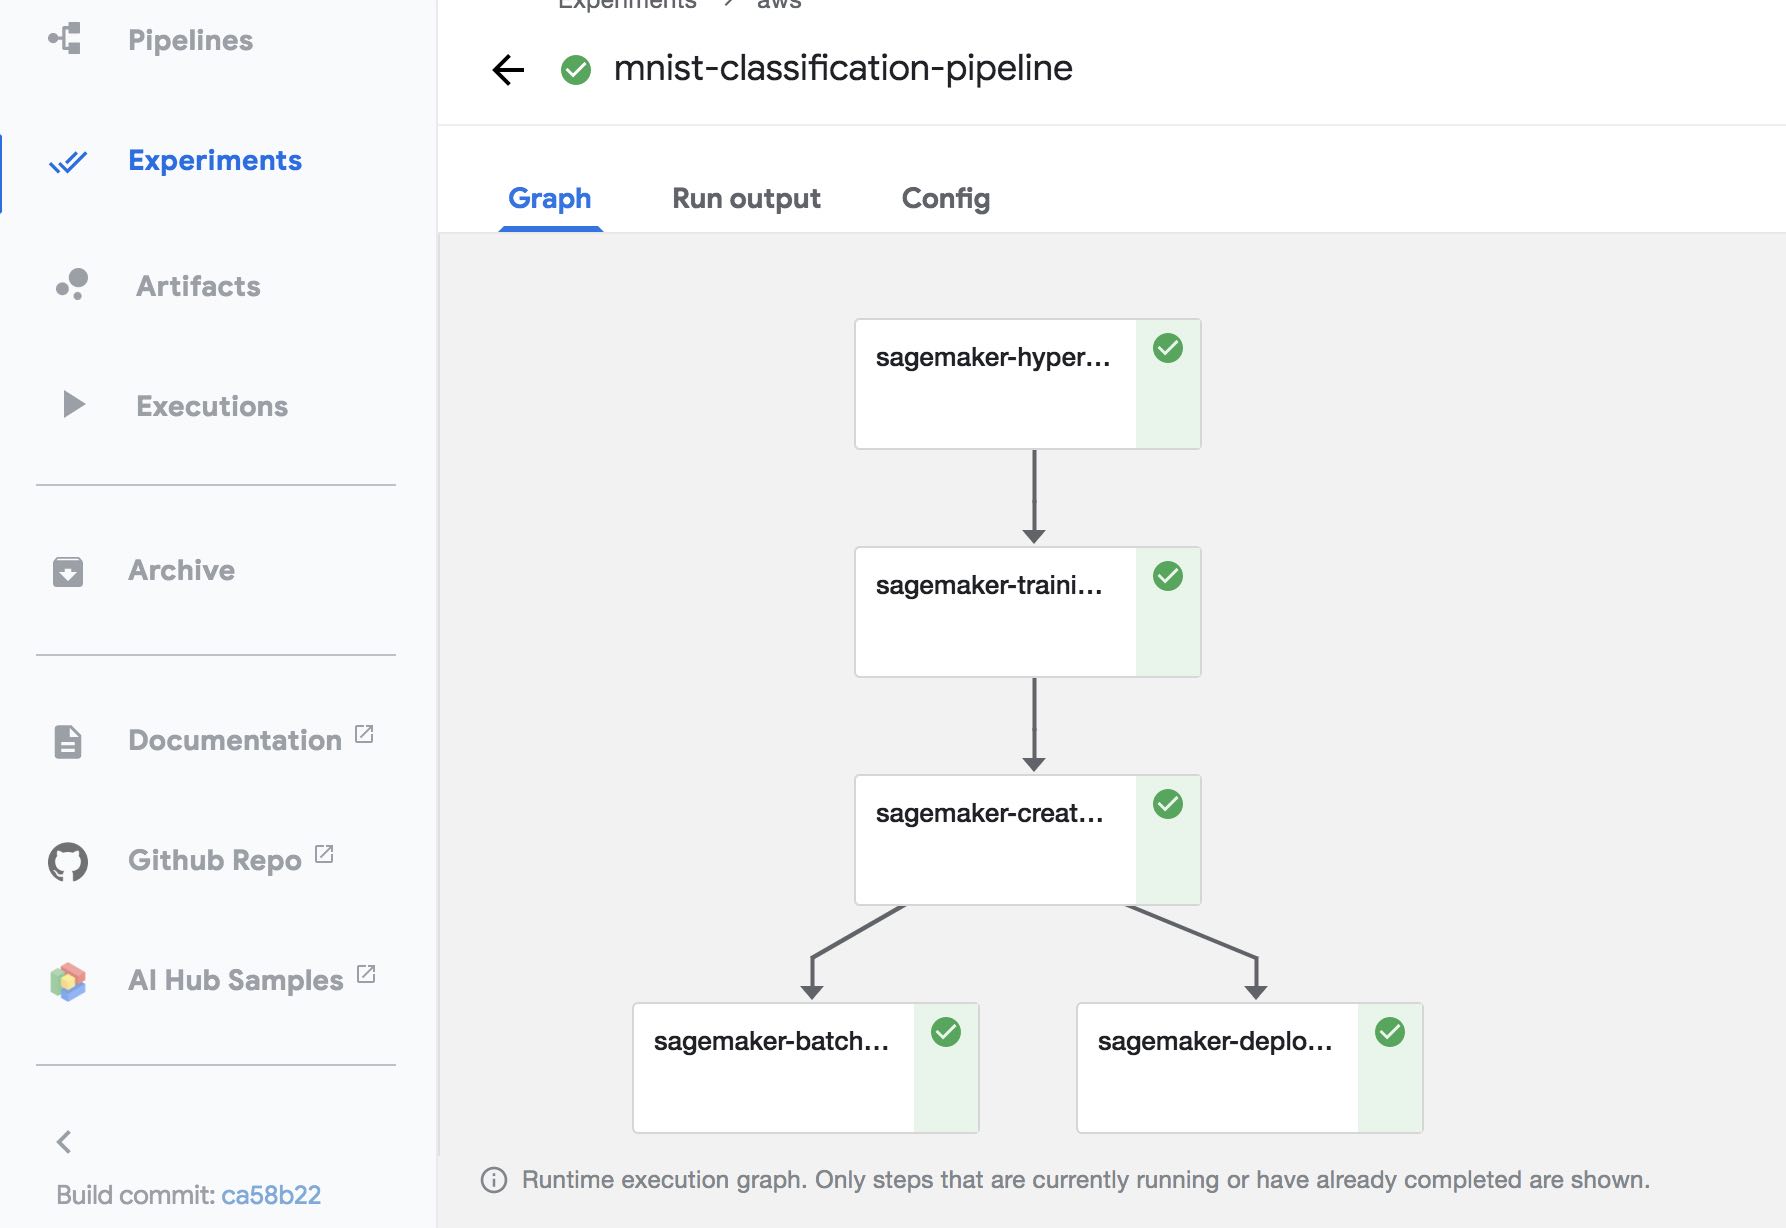 Experiments > aws
Pipelines
mnist-classification-pipeline
Experiments
Graph
Run output
Config
Artifacts
Executions
Archive
Documentation
Github Repo
AI Hub Samples
Build commit: ca58b22
sagemaker-hyper...
sagemaker-traini...
sagemaker-creat...
sagemaker-batch...
sagemaker-deplo...
Runtime execution graph. Only steps that are currently running or have already completed are shown.